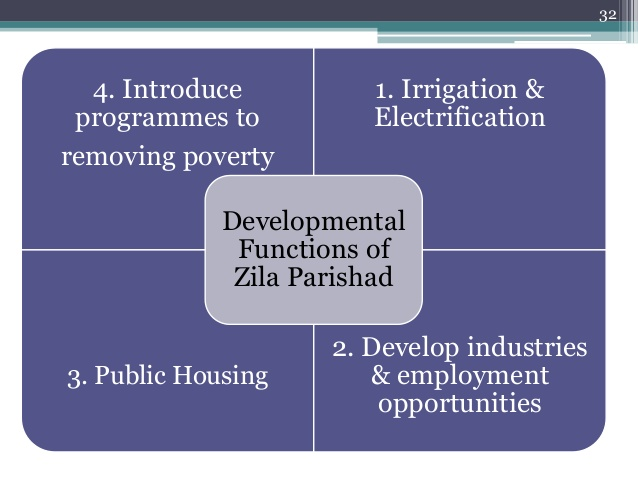 32
4. Introduce
programmes to
removing poverty
1. Irrigation &
Electrification
Developmental
Functions of
Zila Parishad
3. Public Housing
2. Develop industries
& employment
opportunities